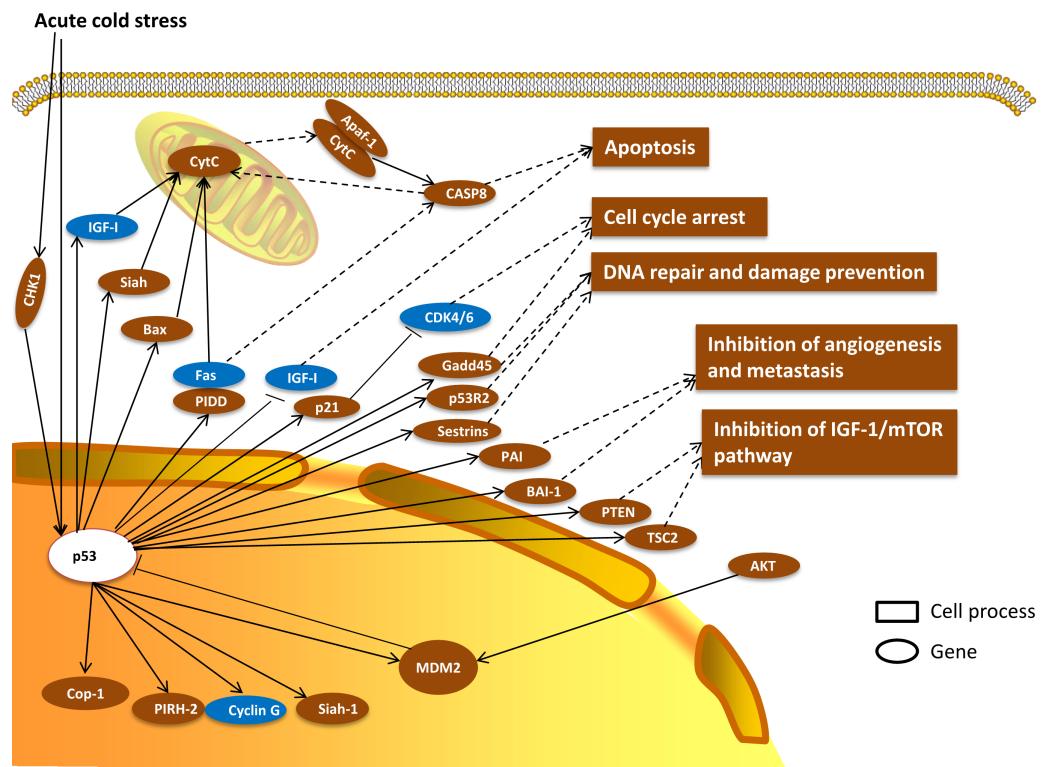 Acute cold stress
Apaf-1
CytC
CytC
CASP8
Apoptosis
Cell cycle arrest
DNA repair and damage prevention
IGF-I
CHK1
Siah
Bax
CDK4/6
Fas
PIDD
IGF-I
p21
Gadd45
p53R2
Sestrins
Inhibition of angiogenesis
and metastasis
Inhibition of IGF-1/mTOR
pathway
PAI
BAI-1
PTEN
TSC2
p53
AKT
MDM2
Cop-1
PIRH-2
Cyclin G
Siah-1
Cell process
Gene